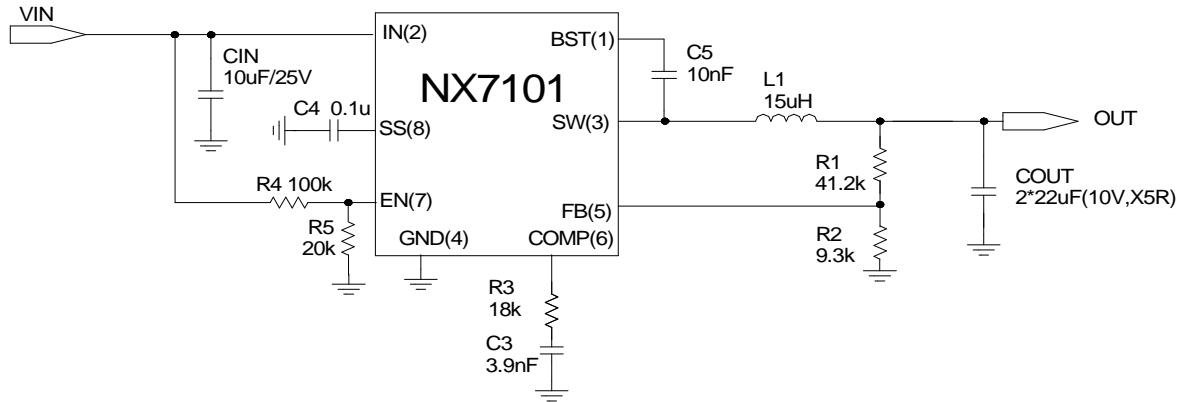 VIN
CIN
10uF/25V
C4 0.1u
IN(2)
BST(1)
NX7101
SS(8)
SW(3)
EN(7)
FB(5)
GND(4)
COMP(6)
C5
10nF
L1
15uH
OUT
R1
41.2k
COUT
2*22uF(10V,X5R)
R2
9.3k
R4 100k
R5
20k
R3
18k
C3
3.9nF